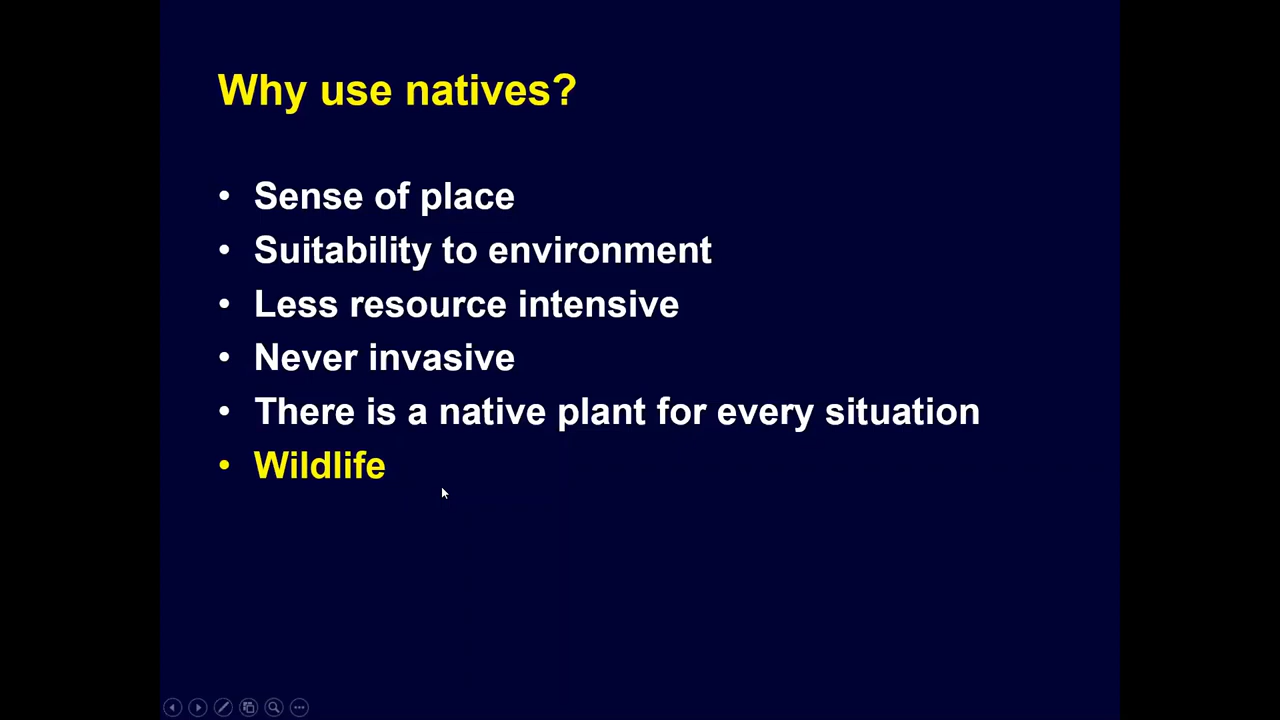 Why use natives?
• Sense of place
• Suitability to environment
• Less resource intensive
• Never invasive
• There is a native plant for every situation
• Wildlife